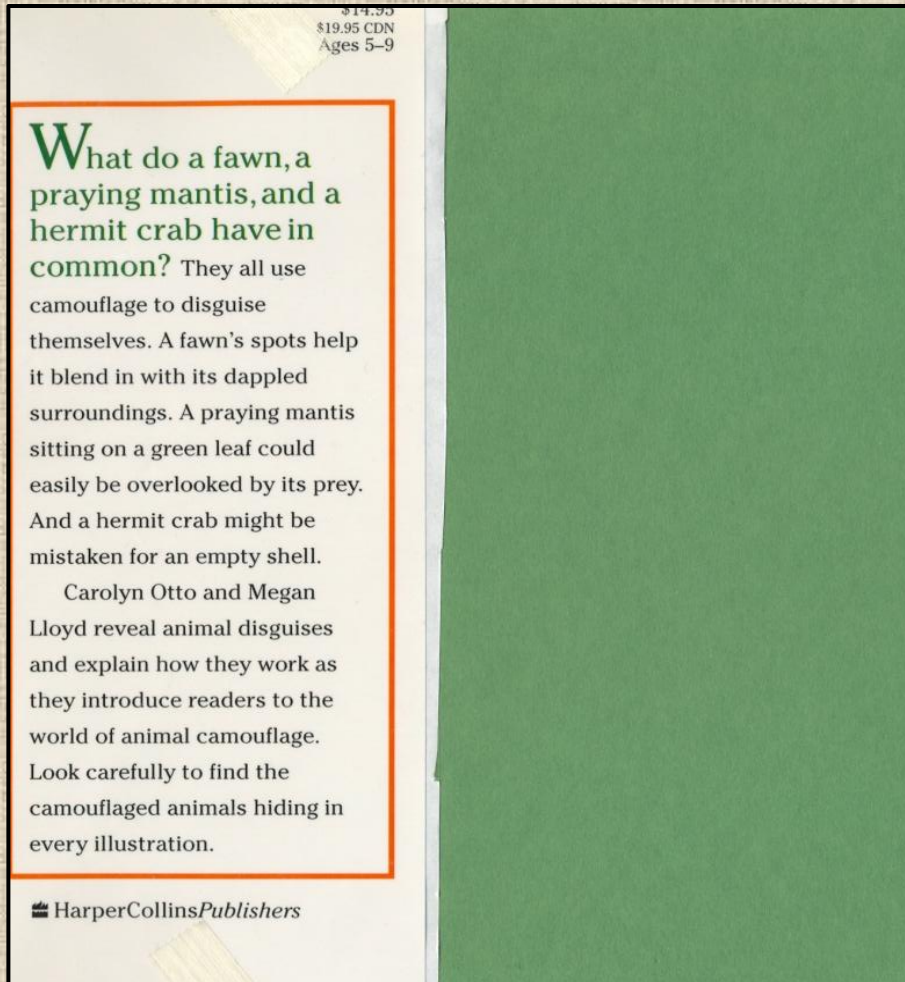 $14.95
$19.95 CDN
Ages 5–9
What do a fawn, a
praying mantis, and a
hermit crab have in
common? They all use
camouflage to disguise
themselves. A fawn's spots help
it blend in with its dappled
surroundings. A praying mantis
sitting on a green leaf could
easily be overlooked by its prey.
And a hermit crab might be
mistaken for an empty shell.
Carolyn Otto and Megan
Lloyd reveal animal disguises
and explain how they work as
they introduce readers to the
world of animal camouflage.
Look carefully to find the
camouflaged animals hiding in
every illustration.
HarperCollinsPublishers